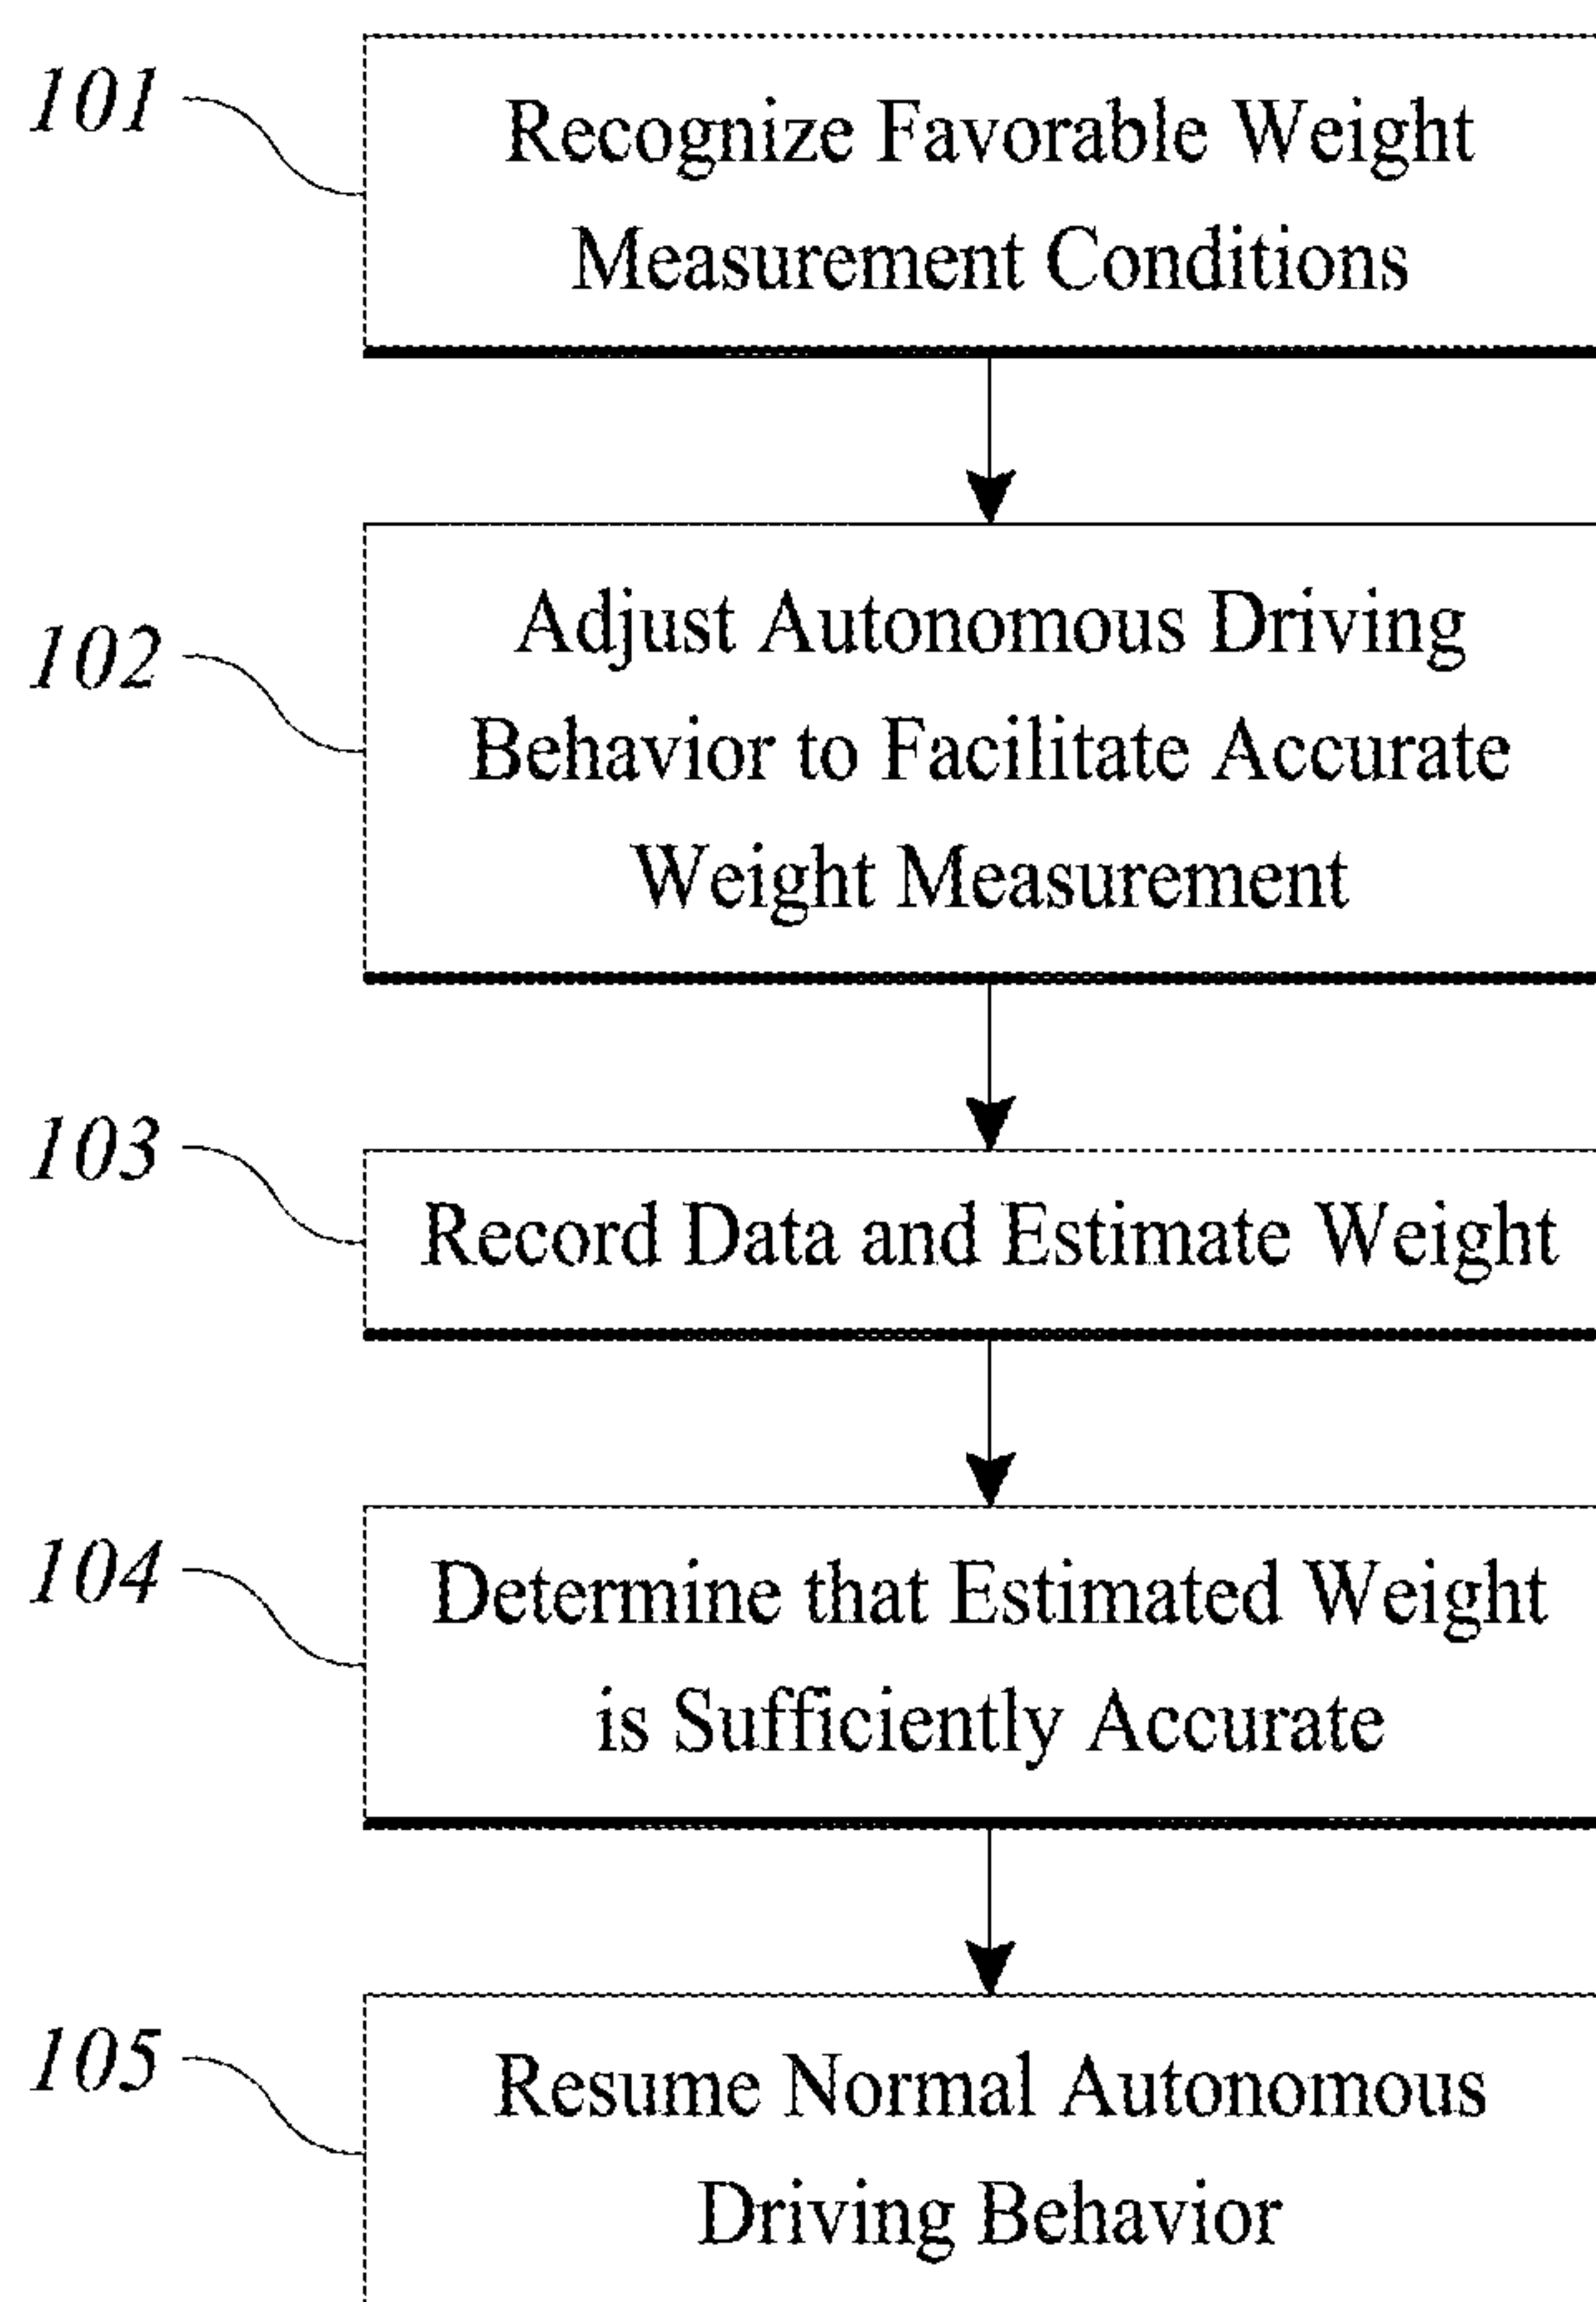 101
Recognize Favorable Weight
Measurement Conditions
102
Adjust Autonomous Driving
Behavior to Facilitate Accurate
Weight Measurement
103
Record Data and Estimate Weight
104
Determine that Estimated Weight
is Sufficiently Accurate
105
Resume Normal Autonomous
Driving Behavior